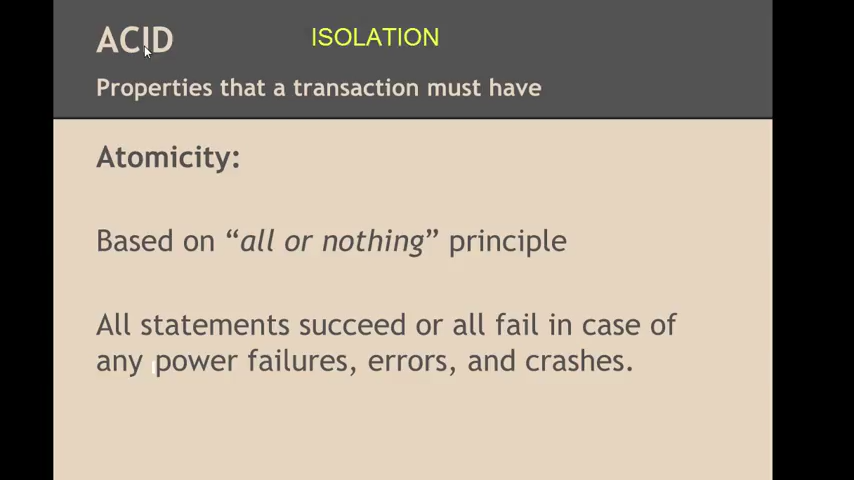 ACID
ISOLATION
Properties that a transaction must have
Atomicity:
Based on “all or nothing” principle
All statements succeed or all fail in case of
any power failures, errors, and crashes.